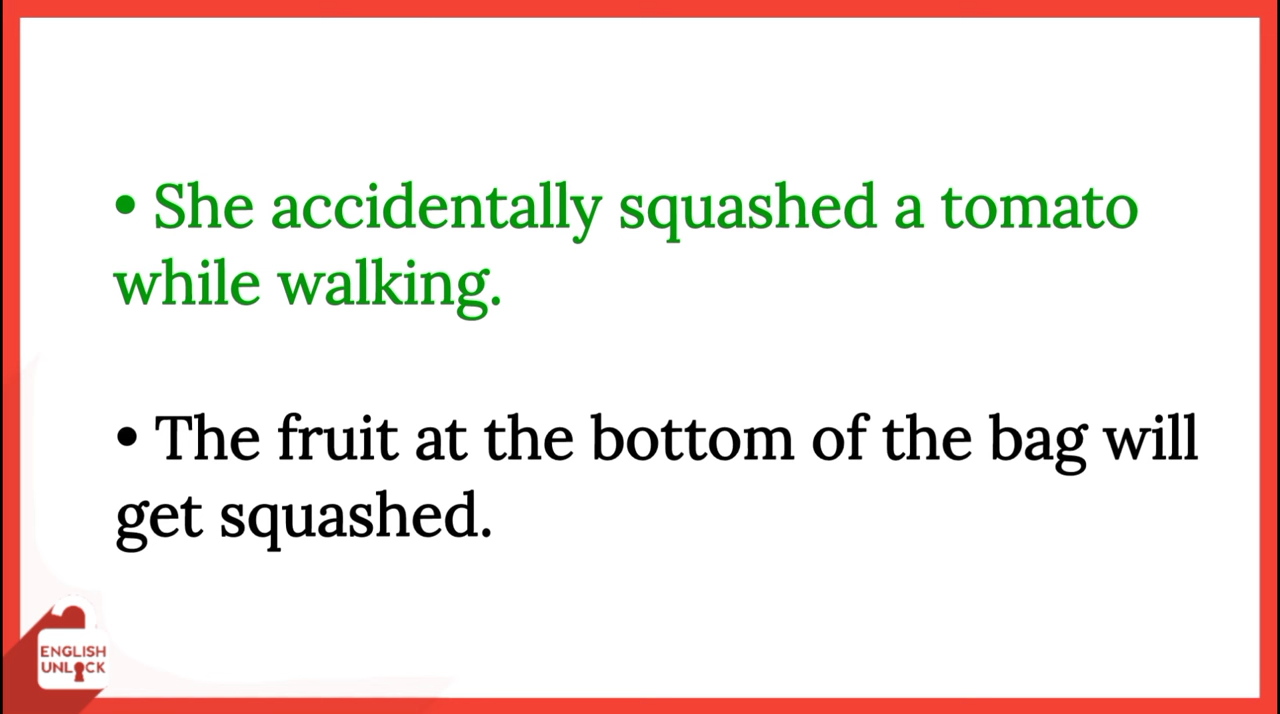 • She accidentally squashed a tomato
while walking.
• The fruit at the bottom of the bag will
get squashed.
ENGLISH
UNLOCK